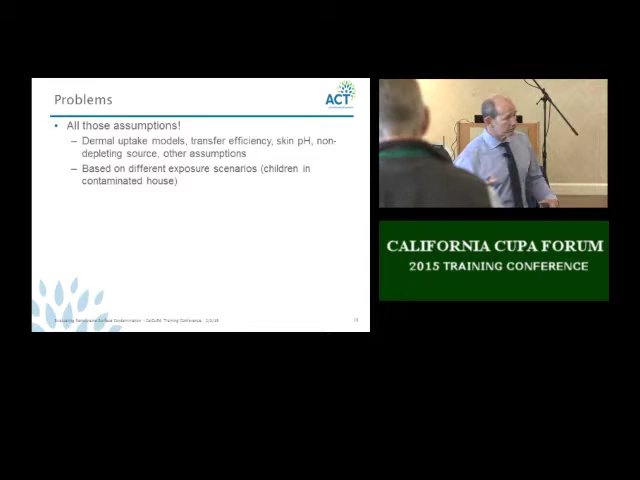 Problems
ACT
• All those assumptions!
– Dermal uptake models, transfer efficiency, skin pH, non-
depleting source, other assumptions
– Based on different exposure scenarios (children in
contaminated house)
CALIFORNIA CUPA FORUM
2015 TRAINING CONFERENCE